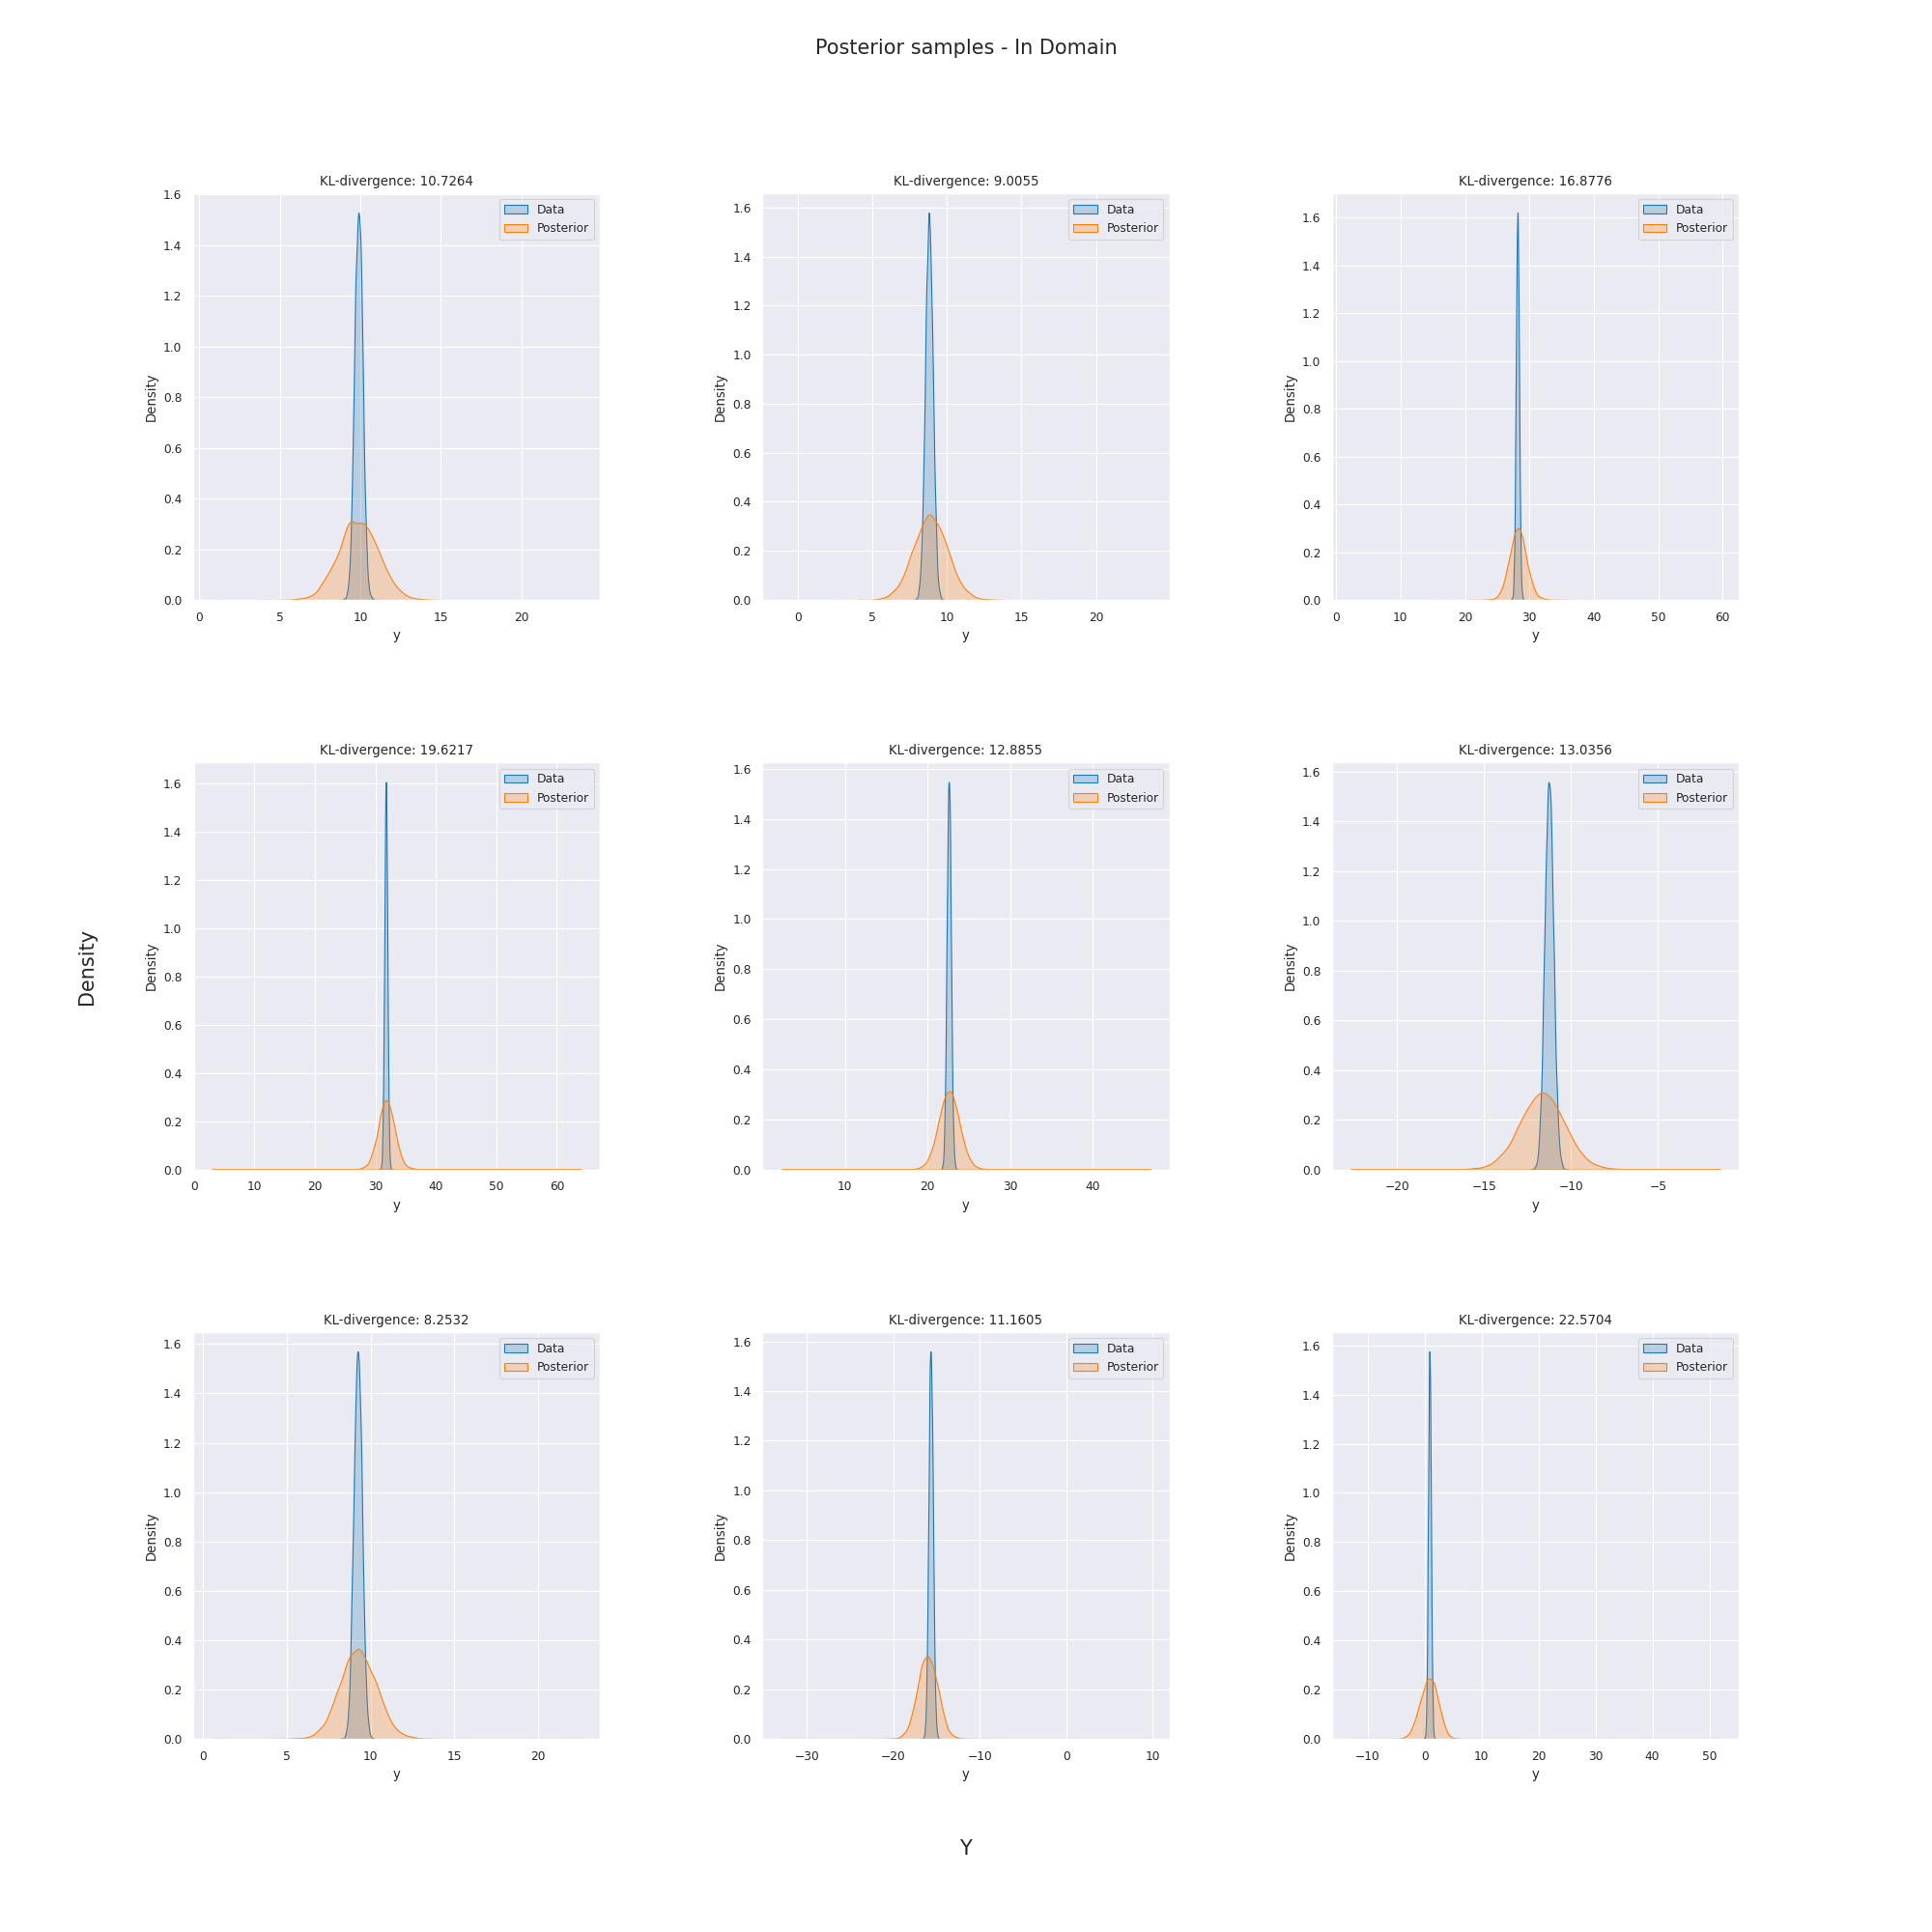 Posterior samples - In Domain
KL-divergence: 10.7264
1.6
1.4
1.2
1.0
0.8
0.6
0.4
0.2
0.0
Density
0 5 10 15 20
y
Data
Posterior
KL-divergence: 9.0055
1.6
1.4
1.2
1.0
0.8
0.6
0.4
0.2
0.0
Density
0 5 10 15 20
y
Data
Posterior
KL-divergence: 16.8776
1.6
1.4
1.2
1.0
0.8
0.6
0.4
0.2
0.0
Density
0 10 20 30 40 50 60
y
Data
Posterior
Density
KL-divergence: 19.6217
1.6
1.4
1.2
1.0
0.8
0.6
0.4
0.2
0.0
Density
0 10 20 30 40 50 60
y
Data
Posterior
KL-divergence: 12.8855
1.6
1.4
1.2
1.0
0.8
0.6
0.4
0.2
0.0
Density
10 20 30 40
y
Data
Posterior
KL-divergence: 13.0356
1.6
1.4
1.2
1.0
0.8
0.6
0.4
0.2
0.0
Density
−20 −15 −10 −5
y
Data
Posterior
KL-divergence: 8.2532
1.6
1.4
1.2
1.0
0.8
0.6
0.4
0.2
0.0
Density
0 5 10 15 20
y
Data
Posterior
KL-divergence: 11.1605
1.6
1.4
1.2
1.0
0.8
0.6
0.4
0.2
0.0
Density
−30 −20 −10 0 10
y
Data
Posterior
KL-divergence: 22.5704
1.6
1.4
1.2
1.0
0.8
0.6
0.4
0.2
0.0
Density
−10 0 10 20 30 40 50
y
Data
Posterior
Y